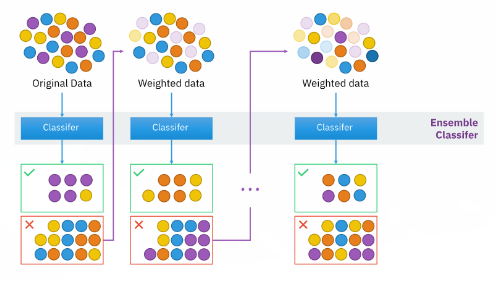 Original Data
Weighted data
Weighted data
Classifer
Classifer
Classifer
Ensemble
Classifer